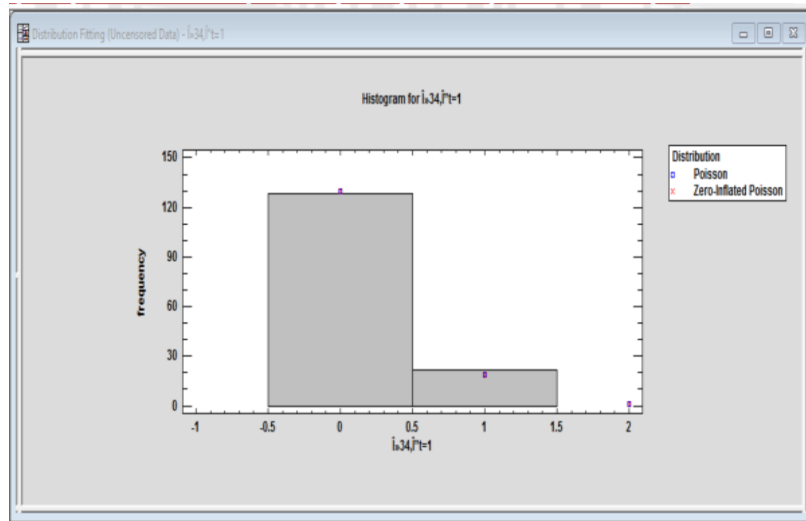 Distribution Fitting (Uncensored Data) - Î»34,Î"t=1
Histogram for Î»34,Î"t=1
Distribution
Poisson
Zero-Inflated Poisson
150
120
90
60
30
0
frequency
-1 -0.5 0 0.5 1 1.5 2
Î»34,Î"t=1